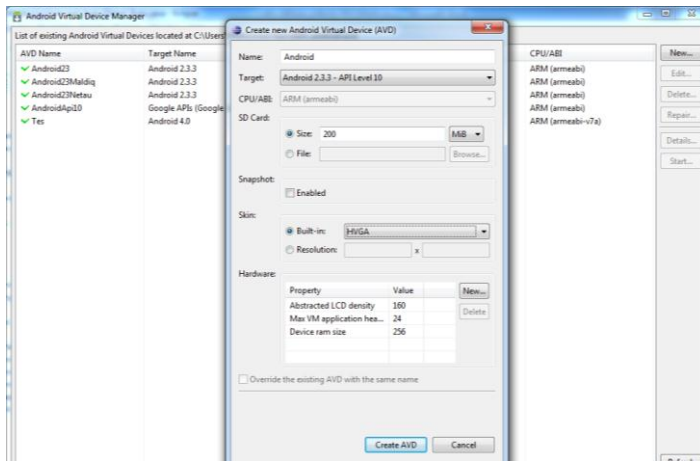 Android Virtual Device Manager
List of existing Android Virtual Devices located at C:\Users
AVD Name Target Name CPU/ABI
Android23 Android 2.3.3 ARM (armeabi)
Android23Maldiq Android 2.3.3 ARM (armeabi)
Android23Netau Android 2.3.3 ARM (armeabi)
AndroidApi10 Google APIs (Google ARM (armeabi)
Tes Android 4.0 ARM (armeabi-v7a)
New...
Edit...
Delete...
Repair...
Details...
Start...
Create new Android Virtual Device (AVD)
Name: Android
Target: Android 2.3.3 - API Level 10
CPU/ABI: ARM (armeabi)
SD Card:
Size: 200 MiB
File: Browse...
Snapshot:
Enabled
Skin:
Built-in: HVGA
Resolution: x
Hardware:
Property Value New...
Abstracted LCD density 160 Delete
Max VM application hea... 24
Device ram size 256
Override the existing AVD with the same name
Create AVD Cancel